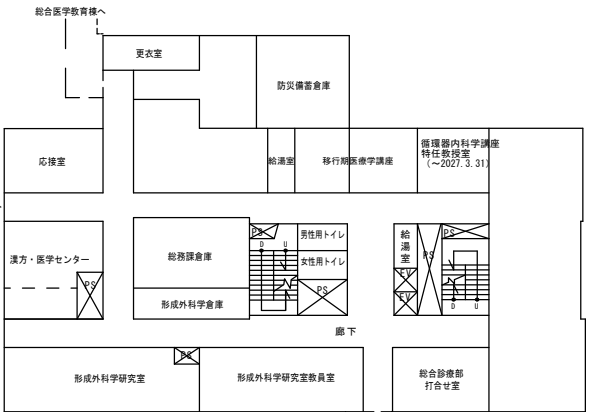 総合医学教育棟へ
更衣室
防災備蓄倉庫
応接室
給湯室
移行期医療学講座
循環器内科学講座
特任教授室
（～2027.3.31）
漢方・医学センター
PS
総務課倉庫
形成外科学倉庫
PS
D U
男性用トイレ
女性用トイレ
PS
給湯室
EV
EV
PS
PS
D U
廊下
形成外科学研究室
PS
形成外科学研究室教員室
総合診療部
打合せ室